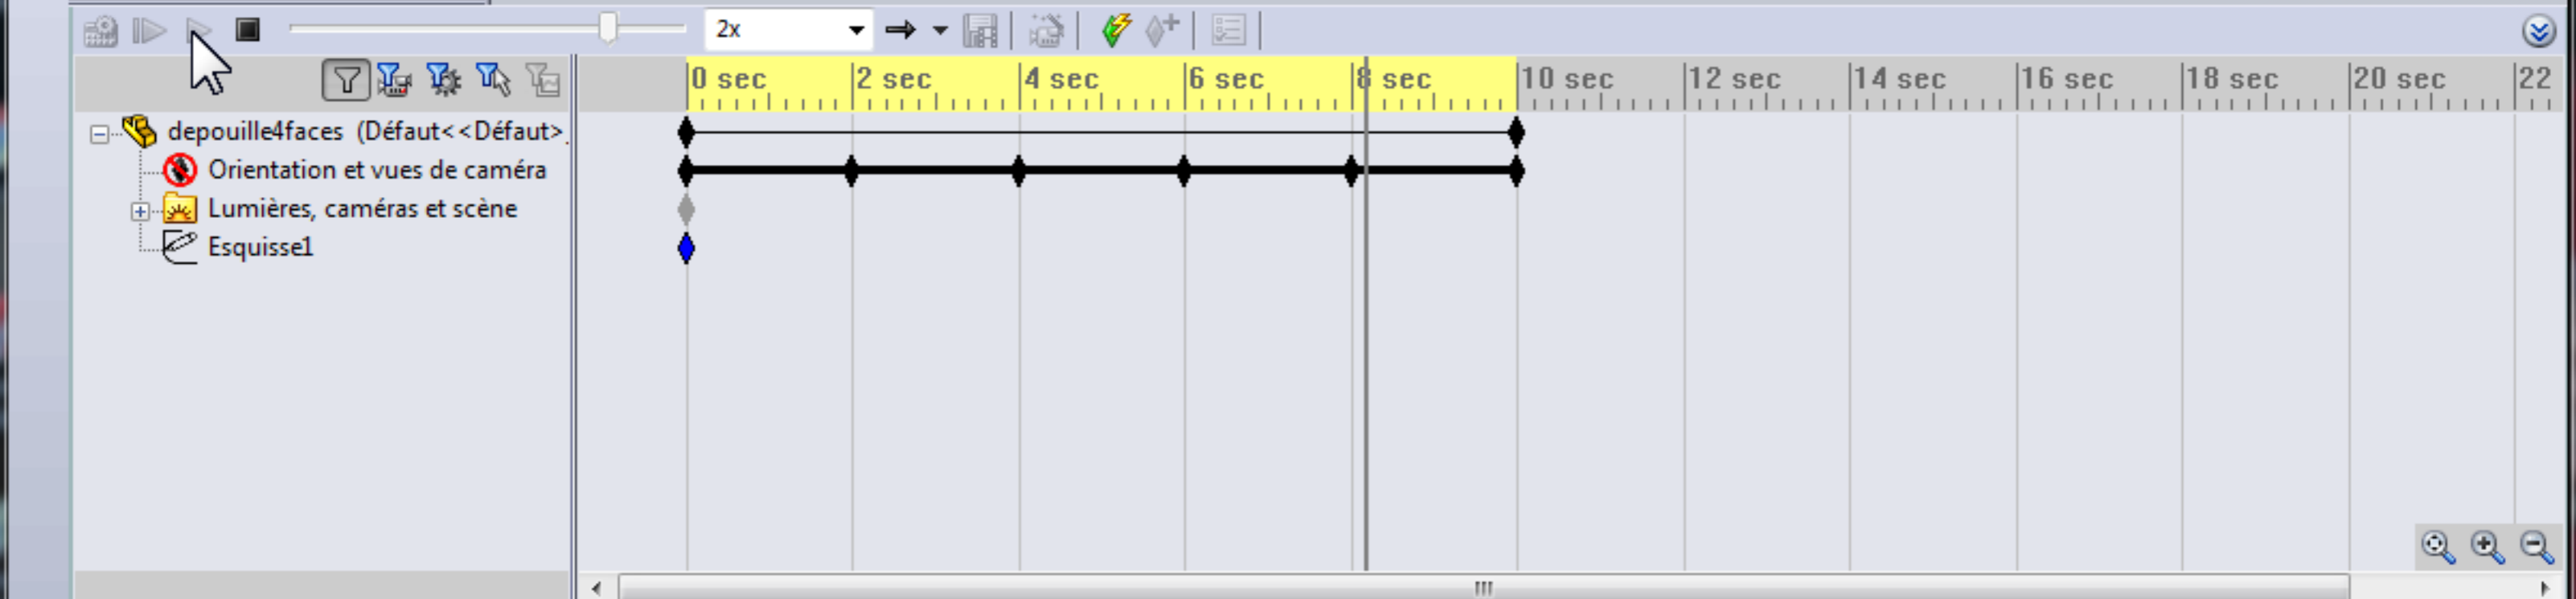 2x
0 sec 2 sec 4 sec 6 sec 8 sec 10 sec 12 sec 14 sec 16 sec 18 sec 20 sec 22
depouille4faces (Défaut<<Défaut>
Orientation et vues de caméra
Lumières, caméras et scène
Esquisse1